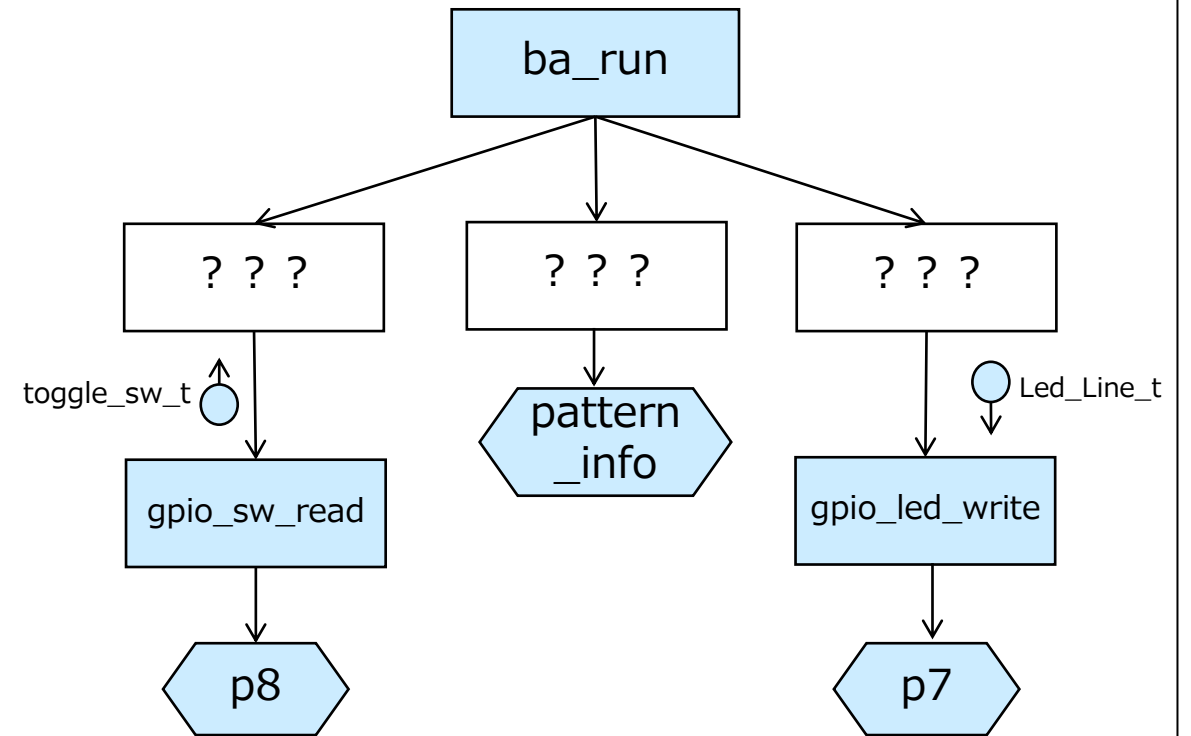 ba_run
? ? ?
? ? ?
? ? ?
toggle_sw_t
Led_Line_t
pattern
_info
gpio_sw_read
gpio_led_write
p8
p7